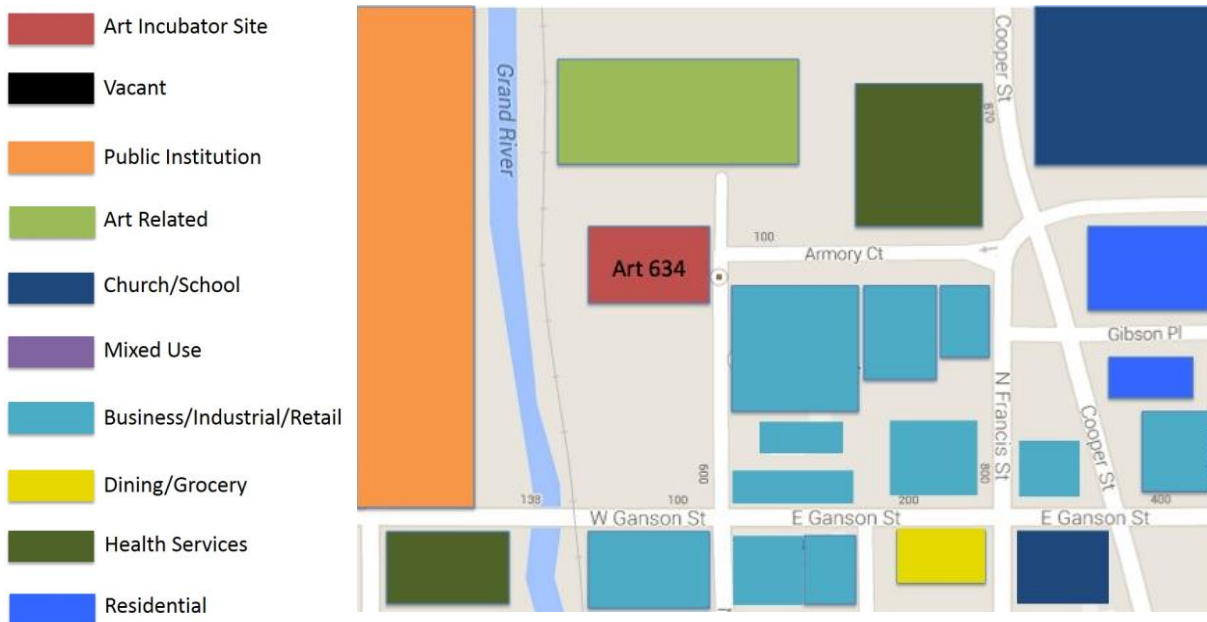 Art Incubator Site
Vacant
Public Institution
Art Related
Church/School
Mixed Use
Business/Industrial/Retail
Dining/Grocery
Health Services
Residential
Grand River
Cooper St
870
100
Armory Ct
Art 634
Gibson Pl
N Francis St
Cooper St
600
800
138
100
200
400
W Ganson St
E Ganson St
E Ganson St